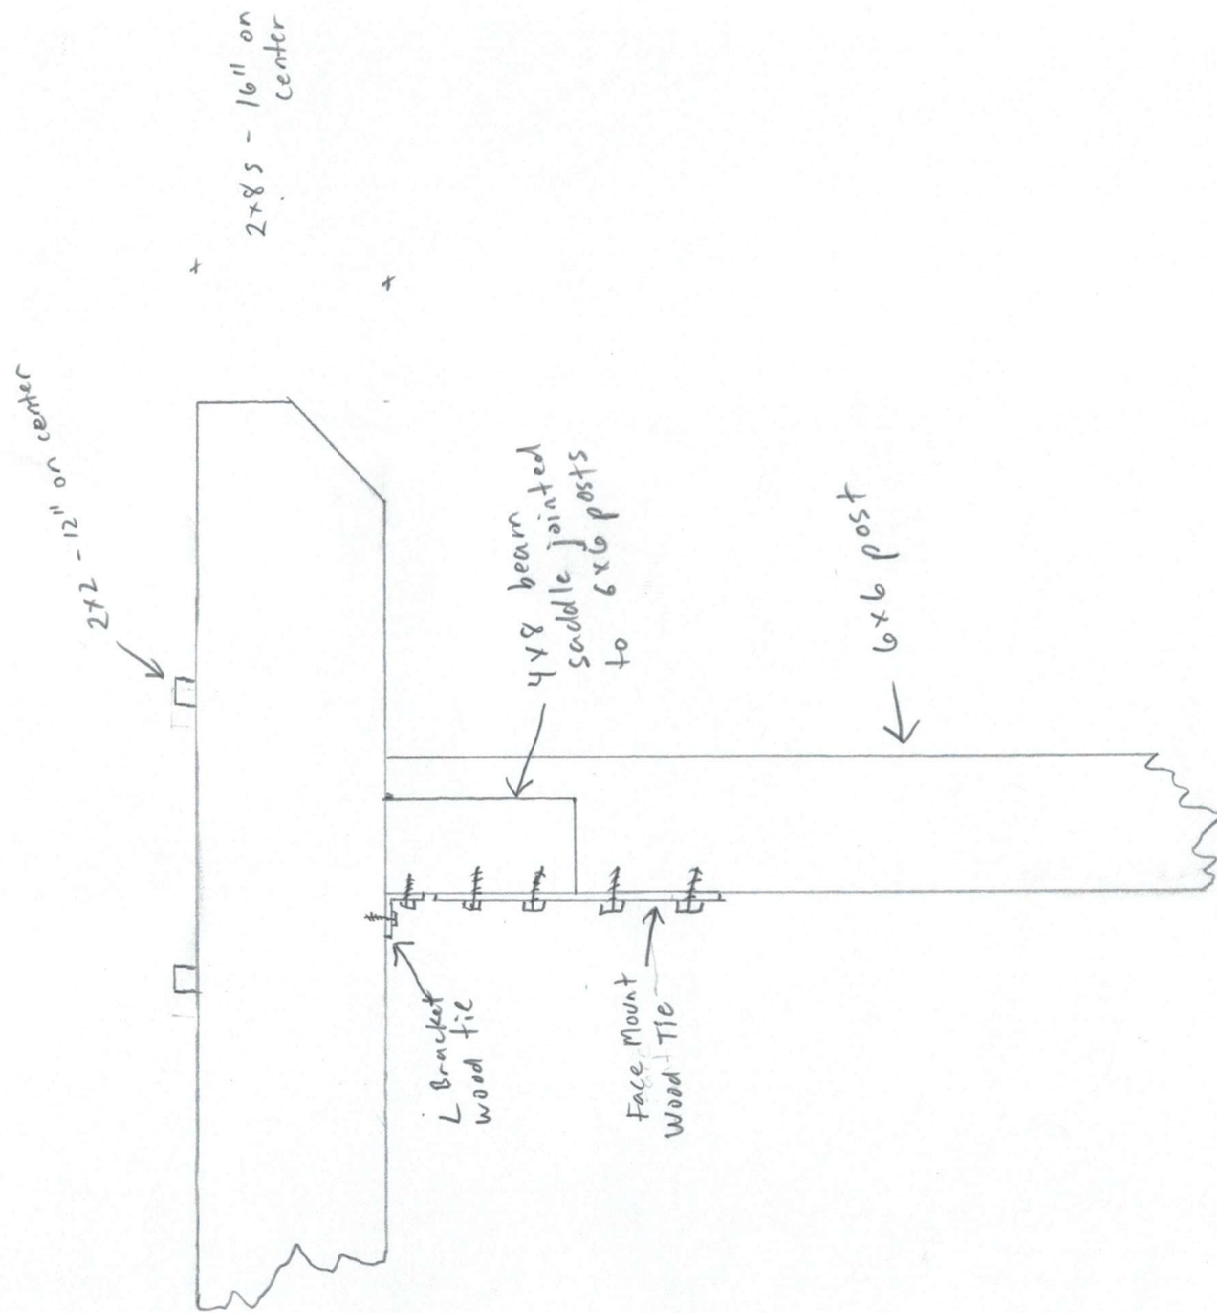 2x2 - 12" on center
2x8s - 16" on
center
4x8 beam
saddle jointed
to 6x6 posts
6x6 post
L Bracket
wood tie
Face Mount
Wood Tie